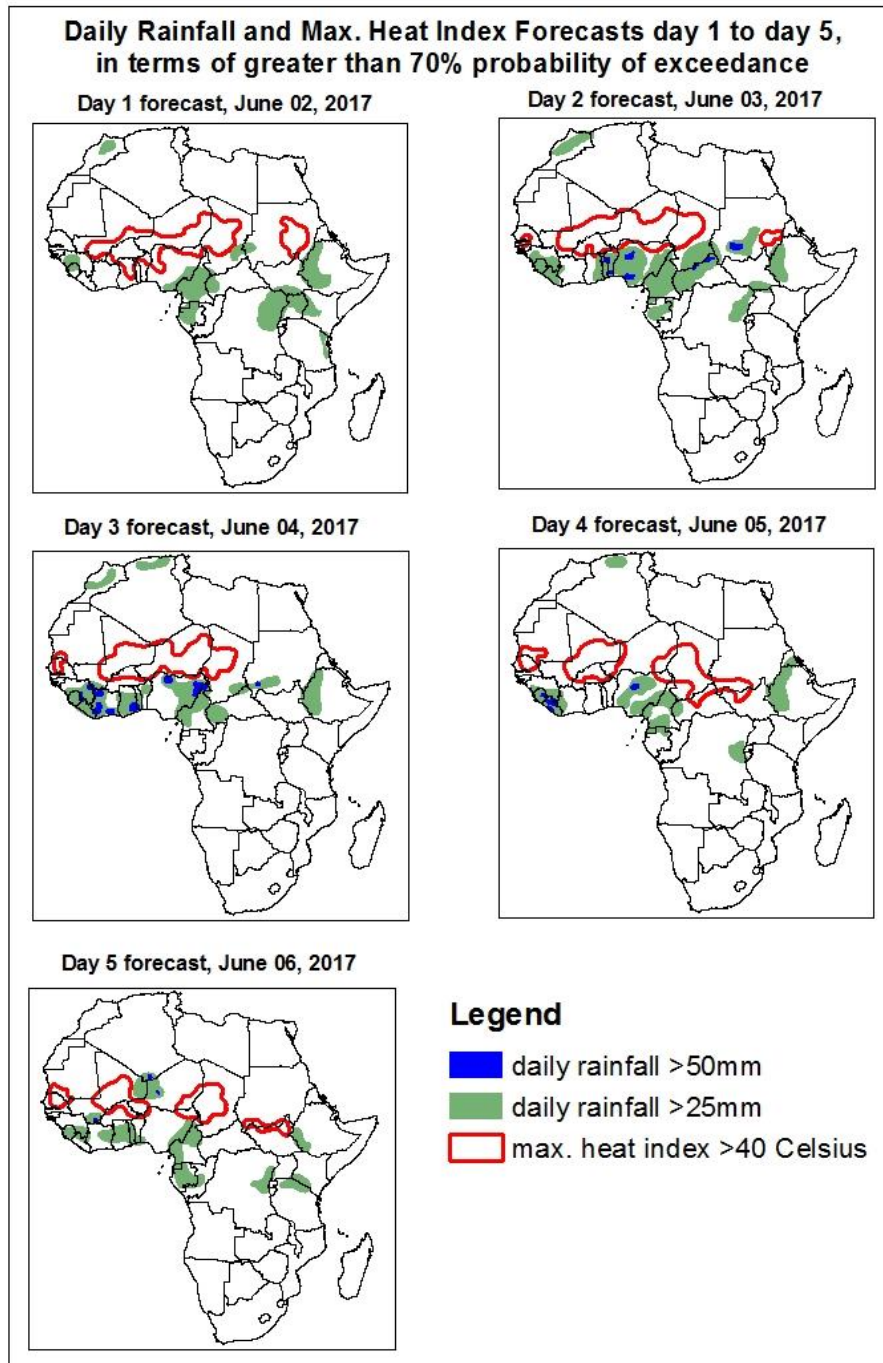 Daily Rainfall and Max. Heat Index Forecasts day 1 to day 5,
in terms of greater than 70% probability of exceedance
Day 1 forecast, June 02, 2017
Day 2 forecast, June 03, 2017
Day 3 forecast, June 04, 2017
Day 4 forecast, June 05, 2017
Day 5 forecast, June 06, 2017
Legend
daily rainfall >50mm
daily rainfall >25mm
max. heat index >40 Celsius